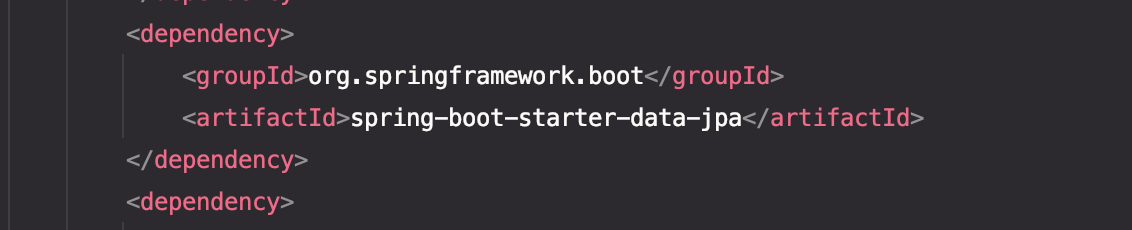 <dependency>
<groupId>org.springframework.boot</groupId>
<artifactId>spring-boot-starter-data-jpa</artifactId>
</dependency>
<dependency>